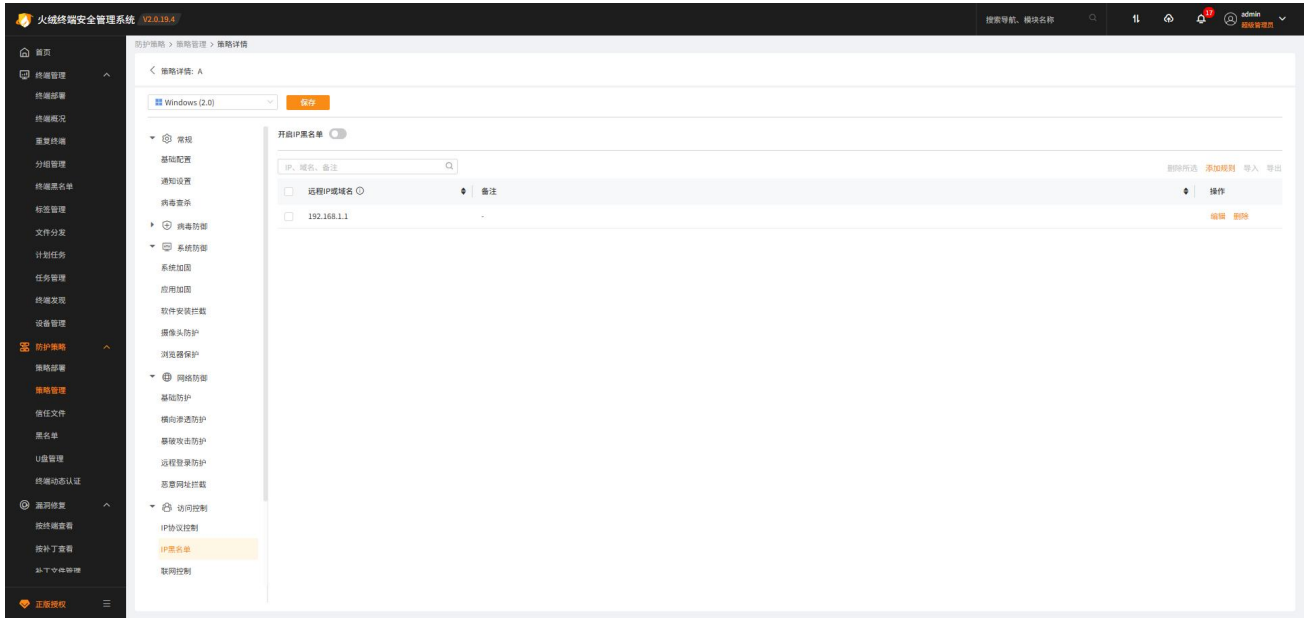 火绒终端安全管理系统 V2.0.19.4
搜索导航、模块名称
17
admin
超级管理员
首页
终端管理
终端部署
终端概况
重复终端
分组管理
终端黑名单
标签管理
文件分发
计划任务
任务管理
终端发现
设备管理
防护策略
策略部署
策略管理
信任文件
黑名单
U盘管理
终端动态认证
漏洞修复
按终端查看
按补丁查看
补丁文件管理
正版授权
防护策略 > 策略管理 > 策略详情
策略详情: A
Windows (2.0)
保存
常规
基础配置
通知设置
病毒查杀
病毒防御
系统防御
系统加固
应用加固
软件安装拦截
摄像头防护
浏览器保护
网络防御
基础防护
横向渗透防护
暴破攻击防护
远程登录防护
恶意网址拦截
访问控制
IP协议控制
IP黑名单
联网控制
开启IP黑名单
IP、域名、备注
删除所选 添加规则 导入 导出
远程IP或域名 备注 操作
192.168.1.1 - 编辑 删除